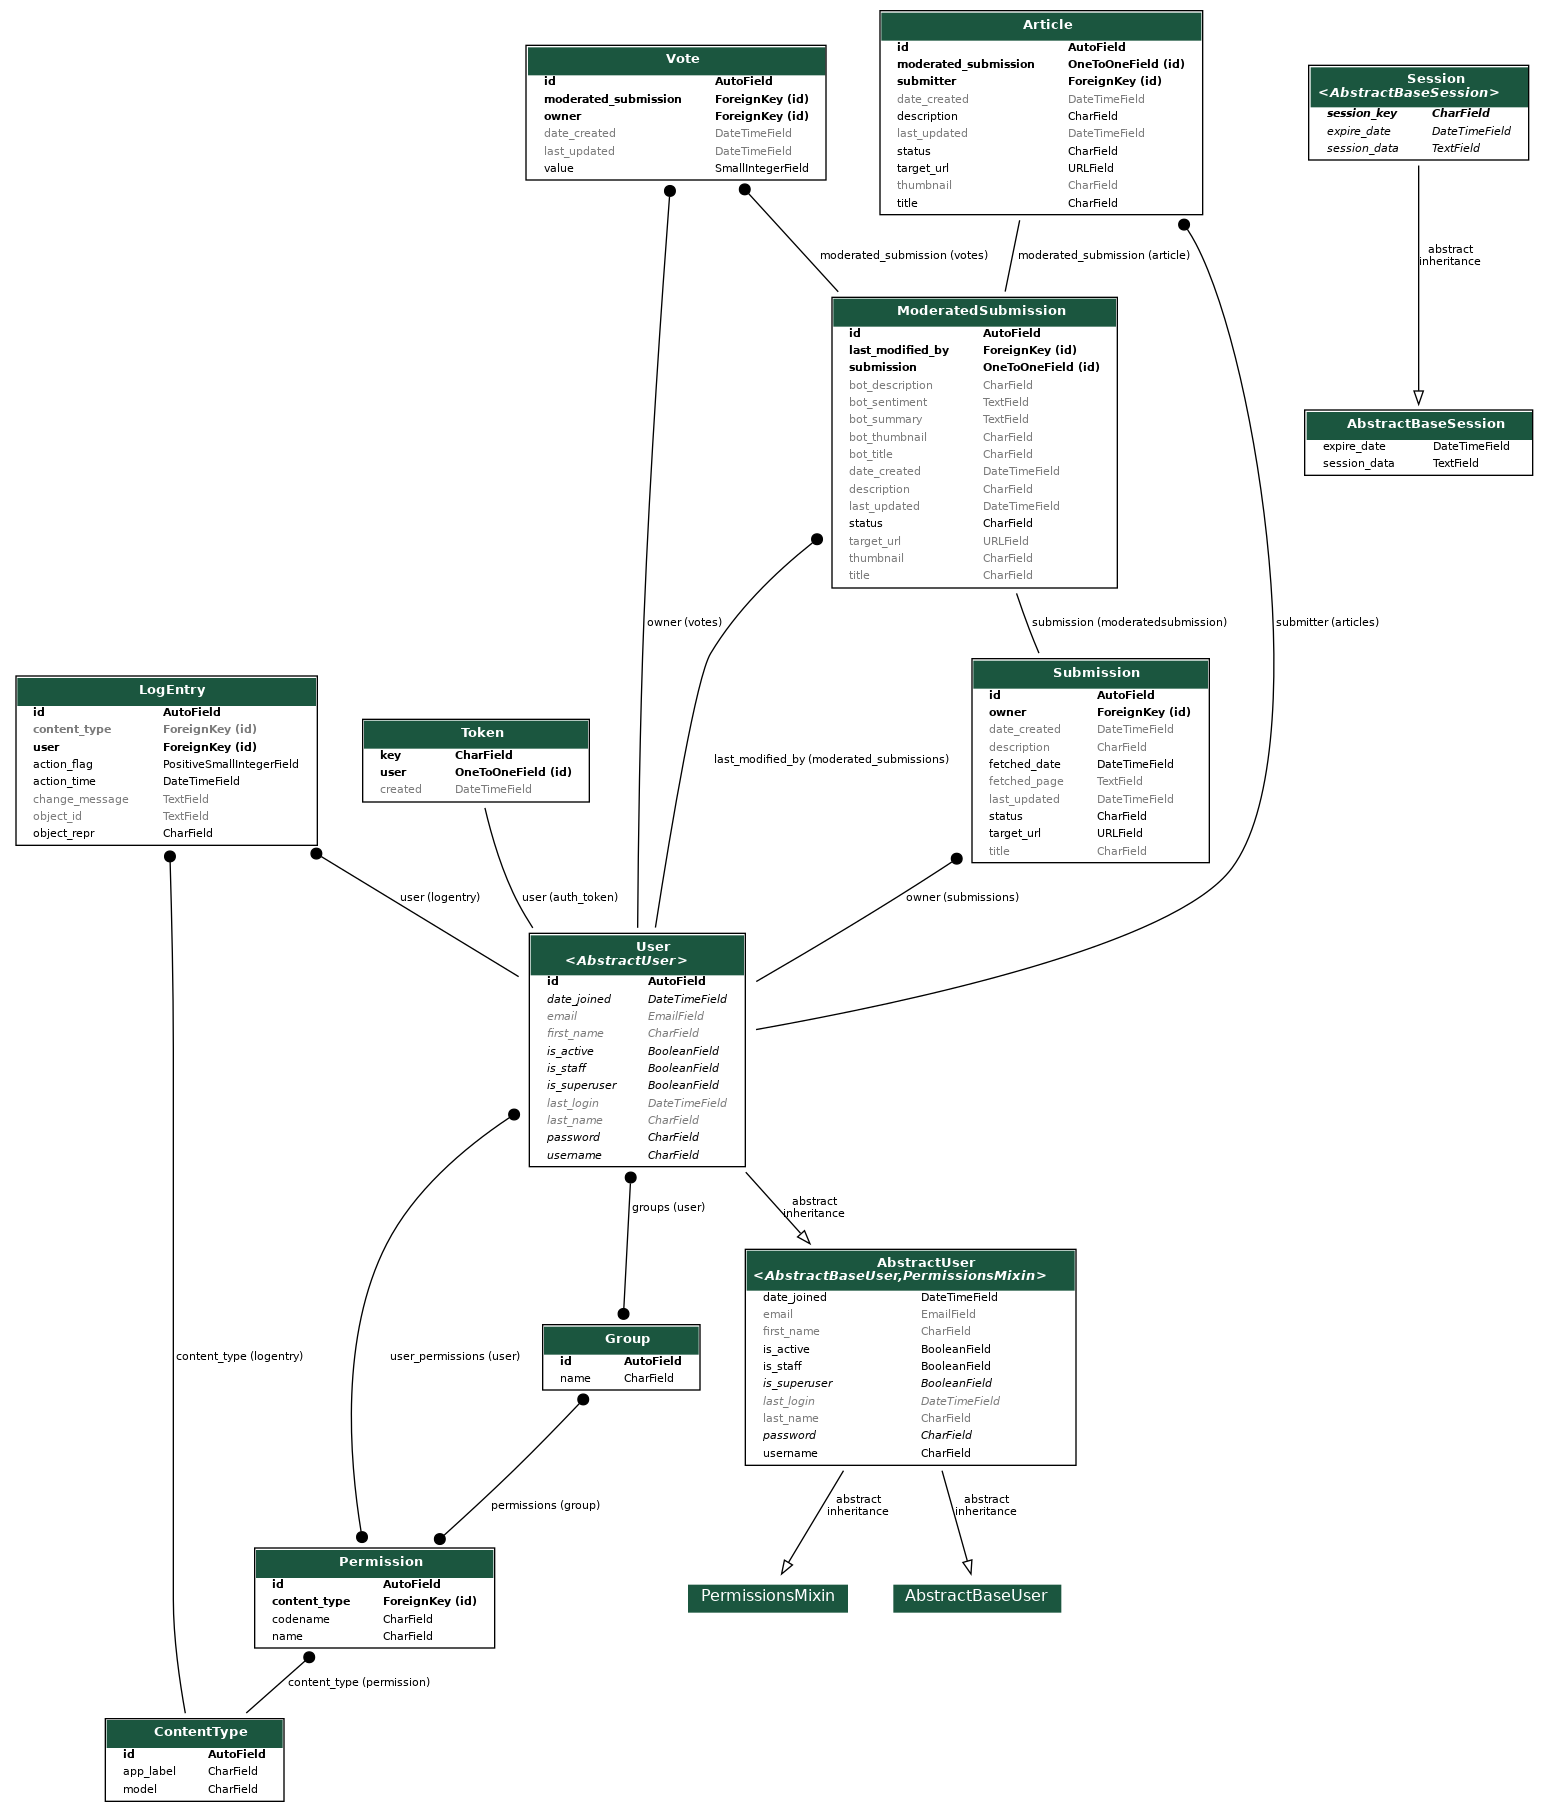 Vote
id AutoField
moderated_submission ForeignKey (id)
owner ForeignKey (id)
date_created DateTimeField
last_updated DateTimeField
value SmallIntegerField
Article
id AutoField
moderated_submission OneToOneField (id)
submitter ForeignKey (id)
date_created DateTimeField
description CharField
last_updated DateTimeField
status CharField
target_url URLField
thumbnail CharField
title CharField
Session
<AbstractBaseSession>
session_key CharField
expire_date DateTimeField
session_data TextField
moderated_submission (votes)
moderated_submission (article)
abstract
inheritance
ModeratedSubmission
id AutoField
last_modified_by ForeignKey (id)
submission OneToOneField (id)
bot_description CharField
bot_sentiment TextField
bot_summary TextField
bot_thumbnail CharField
bot_title CharField
date_created DateTimeField
description CharField
last_updated DateTimeField
status CharField
target_url URLField
thumbnail CharField
title CharField
AbstractBaseSession
expire_date DateTimeField
session_data TextField
owner (votes)
submission (moderatedsubmission)
submitter (articles)
LogEntry
id AutoField
content_type ForeignKey (id)
user ForeignKey (id)
action_flag PositiveSmallIntegerField
action_time DateTimeField
change_message TextField
object_id TextField
object_repr CharField
Token
key CharField
user OneToOneField (id)
created DateTimeField
last_modified_by (moderated_submissions)
Submission
id AutoField
owner ForeignKey (id)
date_created DateTimeField
description CharField
fetched_date DateTimeField
fetched_page TextField
last_updated DateTimeField
status CharField
target_url URLField
title CharField
user (logentry)
user (auth_token)
owner (submissions)
User
<AbstractUser>
id AutoField
date_joined DateTimeField
email EmailField
first_name CharField
is_active BooleanField
is_staff BooleanField
is_superuser BooleanField
last_login DateTimeField
last_name CharField
password CharField
username CharField
groups (user)
abstract
inheritance
AbstractUser
<AbstractBaseUser,PermissionsMixin>
date_joined DateTimeField
email EmailField
first_name CharField
is_active BooleanField
is_staff BooleanField
is_superuser BooleanField
last_login DateTimeField
last_name CharField
password CharField
username CharField
content_type (logentry)
user_permissions (user)
Group
id AutoField
name CharField
permissions (group)
abstract
inheritance
abstract
inheritance
Permission
id AutoField
content_type ForeignKey (id)
codename CharField
name CharField
PermissionsMixin
AbstractBaseUser
content_type (permission)
ContentType
id AutoField
app_label CharField
model CharField